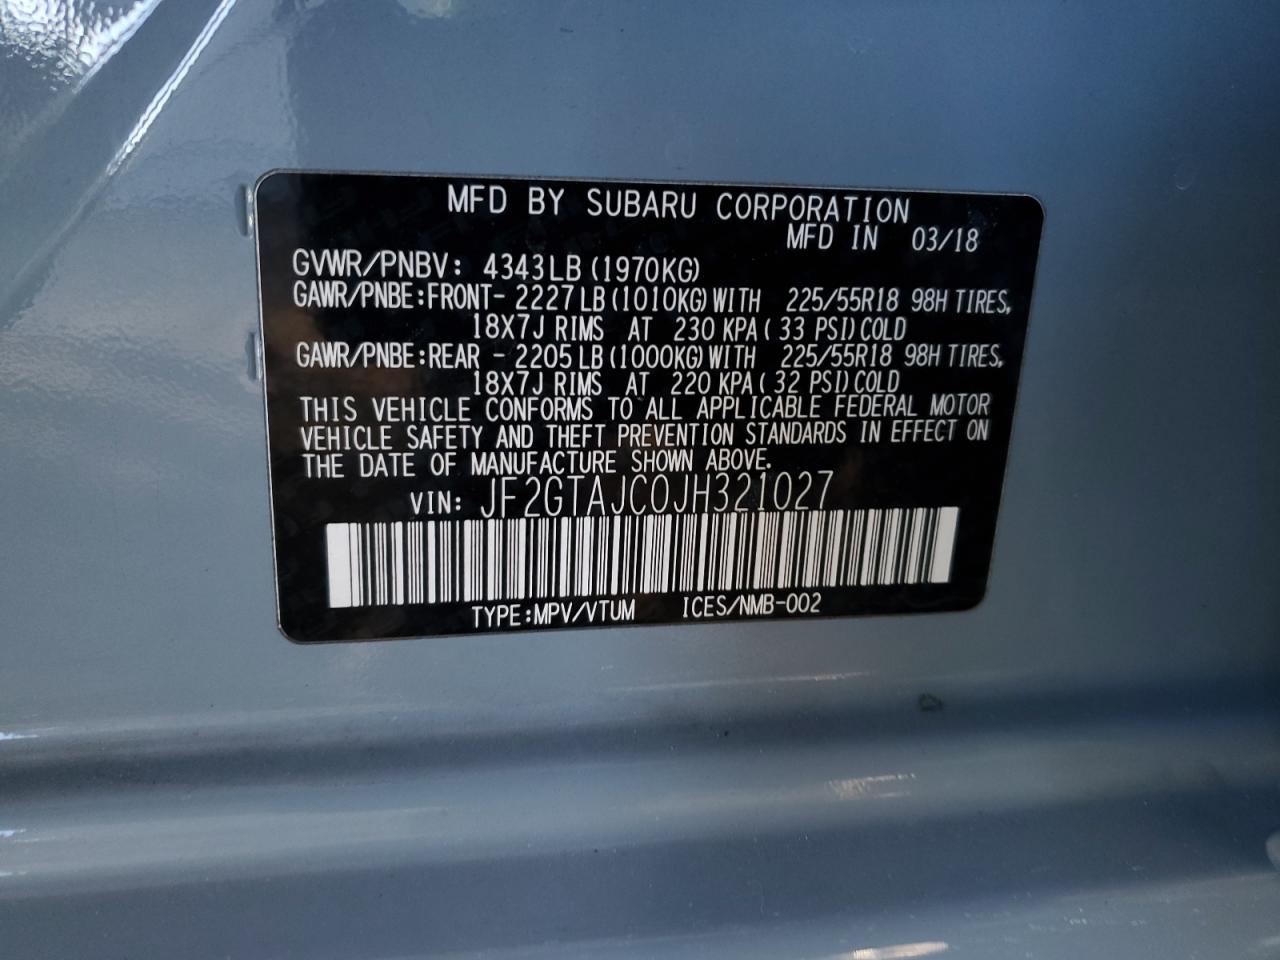 MFD BY SUBARU CORPORATION
MFD IN 03/18
GVWR/PNBV: 4343LB (1970KG)
GAWR/PNBE:FRONT- 2227LB (1010KG) WITH 225/55R18 98H TIRES,
18X7J RIMS AT 230 KPA ( 33 PSI) COLD
GAWR/PNBE:REAR - 2205LB (1000KG) WITH 225/55R18 98H TIRES,
18X7J RIMS AT 220 KPA ( 32 PSI) COLD
THIS VEHICLE CONFORMS TO ALL APPLICABLE FEDERAL MOTOR
VEHICLE SAFETY AND THEFT PREVENTION STANDARDS IN EFFECT ON
THE DATE OF MANUFACTURE SHOWN ABOVE.
VIN: JF2GTAJC0JH321027
TYPE:MPV/VTUM ICES/NMB-002